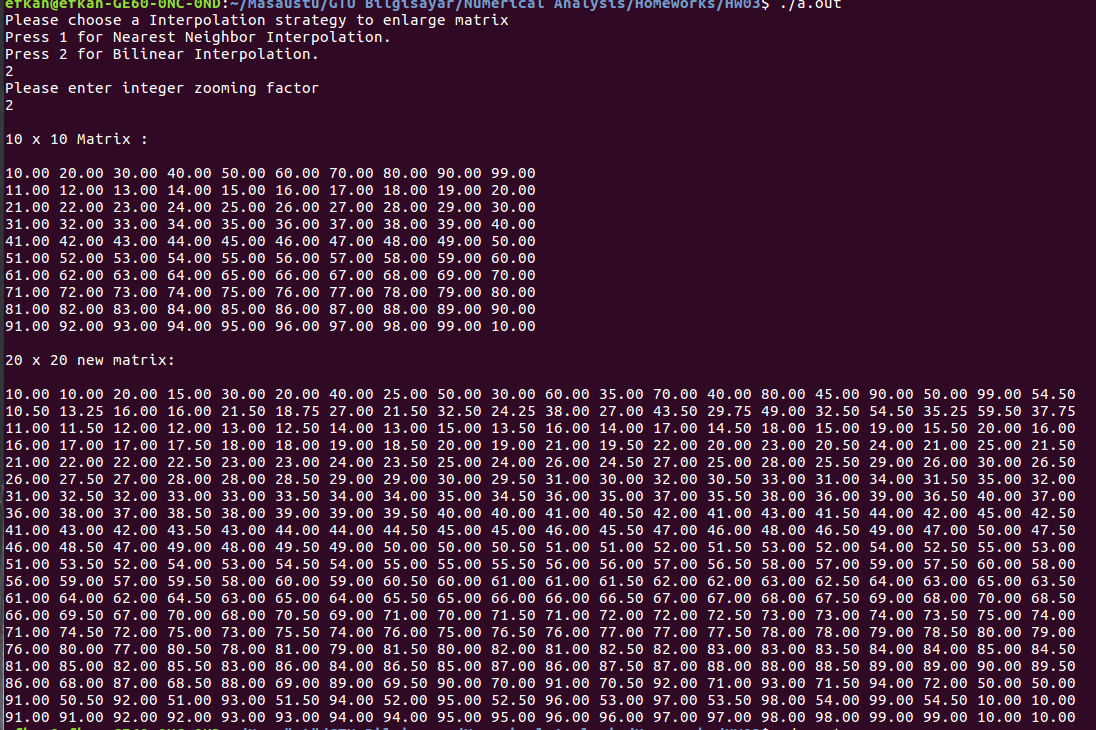 efkan@efkan-GE60-0NC-0ND:~/Masaüstü/GTU Bilgisayar/Numerical Analysis/Homeworks/HW03$ ./a.out
Please choose a Interpolation strategy to enlarge matrix
Press 1 for Nearest Neighbor Interpolation.
Press 2 for Bilinear Interpolation.
2
Please enter integer zooming factor
2
10 x 10 Matrix :
10.00 20.00 30.00 40.00 50.00 60.00 70.00 80.00 90.00 99.00
11.00 12.00 13.00 14.00 15.00 16.00 17.00 18.00 19.00 20.00
21.00 22.00 23.00 24.00 25.00 26.00 27.00 28.00 29.00 30.00
31.00 32.00 33.00 34.00 35.00 36.00 37.00 38.00 39.00 40.00
41.00 42.00 43.00 44.00 45.00 46.00 47.00 48.00 49.00 50.00
51.00 52.00 53.00 54.00 55.00 56.00 57.00 58.00 59.00 60.00
61.00 62.00 63.00 64.00 65.00 66.00 67.00 68.00 69.00 70.00
71.00 72.00 73.00 74.00 75.00 76.00 77.00 78.00 79.00 80.00
81.00 82.00 83.00 84.00 85.00 86.00 87.00 88.00 89.00 90.00
91.00 92.00 93.00 94.00 95.00 96.00 97.00 98.00 99.00 10.00
20 x 20 new matrix:
10.00 10.00 20.00 15.00 30.00 20.00 40.00 25.00 50.00 30.00 60.00 35.00 70.00 40.00 80.00 45.00 90.00 50.00 99.00 54.50
10.50 13.25 16.00 16.00 21.50 18.75 27.00 21.50 32.50 24.25 38.00 27.00 43.50 29.75 49.00 32.50 54.50 35.25 59.50 37.75
11.00 11.50 12.00 12.00 13.00 12.50 14.00 13.00 15.00 13.50 16.00 14.00 17.00 14.50 18.00 15.00 19.00 15.50 20.00 16.00
16.00 17.00 17.00 17.50 18.00 18.00 19.00 18.50 20.00 19.00 21.00 19.50 22.00 20.00 23.00 20.50 24.00 21.00 25.00 21.50
21.00 22.00 22.00 22.50 23.00 23.00 24.00 23.50 25.00 24.00 26.00 24.50 27.00 25.00 28.00 25.50 29.00 26.00 30.00 26.50
26.00 27.50 27.00 28.00 28.00 28.50 29.00 29.00 30.00 29.50 31.00 30.00 32.00 30.50 33.00 31.00 34.00 31.50 35.00 32.00
31.00 32.50 32.00 33.00 33.00 33.50 34.00 34.00 35.00 34.50 36.00 35.00 37.00 35.50 38.00 36.00 39.00 36.50 40.00 37.00
36.00 38.00 37.00 38.50 38.00 39.00 39.00 39.50 40.00 40.00 41.00 40.50 42.00 41.00 43.00 41.50 44.00 42.00 45.00 42.50
41.00 43.00 42.00 43.50 43.00 44.00 44.00 44.50 45.00 45.00 46.00 45.50 47.00 46.00 48.00 46.50 49.00 47.00 50.00 47.50
46.00 48.50 47.00 49.00 48.00 49.50 49.00 50.00 50.00 50.50 51.00 51.00 52.00 51.50 53.00 52.00 54.00 52.50 55.00 53.00
51.00 53.50 52.00 54.00 53.00 54.50 54.00 55.00 55.00 55.50 56.00 56.00 57.00 56.50 58.00 57.00 59.00 57.50 60.00 58.00
56.00 59.00 57.00 59.50 58.00 60.00 59.00 60.50 60.00 61.00 61.00 61.50 62.00 62.00 63.00 62.50 64.00 63.00 65.00 63.50
61.00 64.00 62.00 64.50 63.00 65.00 64.00 65.50 65.00 66.00 66.00 66.50 67.00 67.00 68.00 67.50 69.00 68.00 70.00 68.50
66.00 69.50 67.00 70.00 68.00 70.50 69.00 71.00 70.00 71.50 71.00 72.00 72.00 72.50 73.00 73.00 74.00 73.50 75.00 74.00
71.00 74.50 72.00 75.00 73.00 75.50 74.00 76.00 75.00 76.50 76.00 77.00 77.00 77.50 78.00 78.00 79.00 78.50 80.00 79.00
76.00 80.00 77.00 80.50 78.00 81.00 79.00 81.50 80.00 82.00 81.00 82.50 82.00 83.00 83.00 83.50 84.00 84.00 85.00 84.50
81.00 85.00 82.00 85.50 83.00 86.00 84.00 86.50 85.00 87.00 86.00 87.50 87.00 88.00 88.00 88.50 89.00 89.00 90.00 89.50
86.00 68.00 87.00 68.50 88.00 69.00 89.00 69.50 90.00 70.00 91.00 70.50 92.00 71.00 93.00 71.50 94.00 72.00 50.00 50.00
91.00 50.50 92.00 51.00 93.00 51.50 94.00 52.00 95.00 52.50 96.00 53.00 97.00 53.50 98.00 54.00 99.00 54.50 10.00 10.00
91.00 91.00 92.00 92.00 93.00 93.00 94.00 94.00 95.00 95.00 96.00 96.00 97.00 97.00 98.00 98.00 99.00 99.00 10.00 10.00